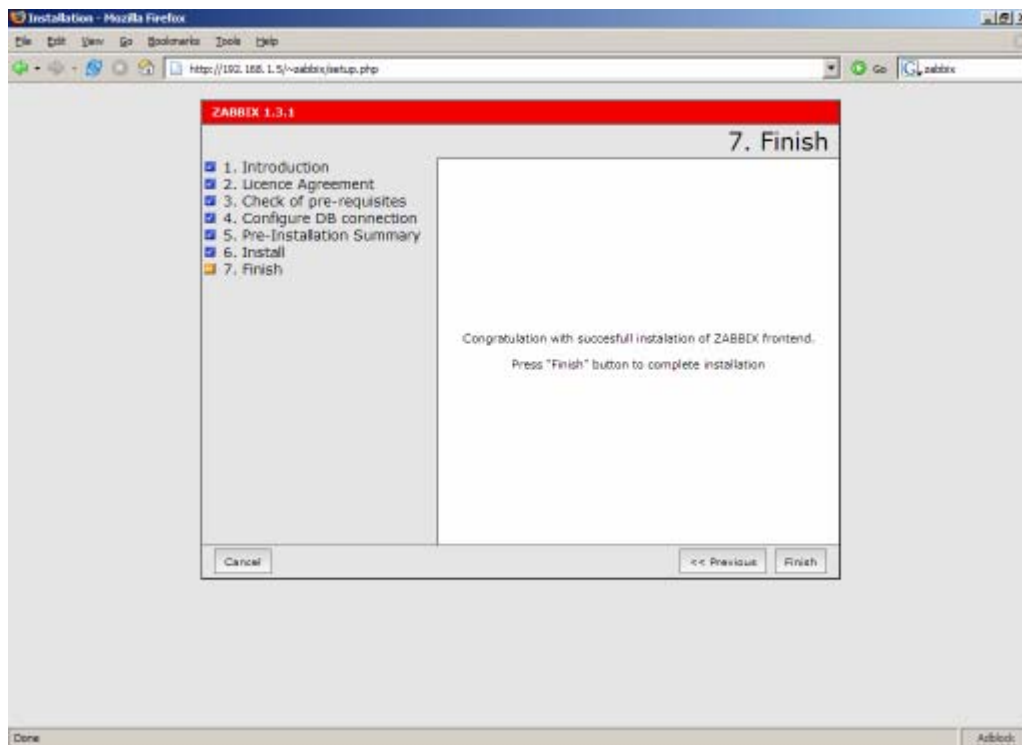 Installation - Mozilla Firefox
File Edit View Go Bookmarks Tools Help
http://192.168.1.5/~zabbix/setup.php
Go
zabbix
ZABBIX 1.3.1
7. Finish
1. Introduction
2. Licence Agreement
3. Check of pre-requisites
4. Configure DB connection
5. Pre-Installation Summary
6. Install
7. Finish
Congratulation with succesfull instalation of ZABBIX frontend.
Press "Finish" button to complete installation
Cancel
<< Previous
Finish
Done
Adblock